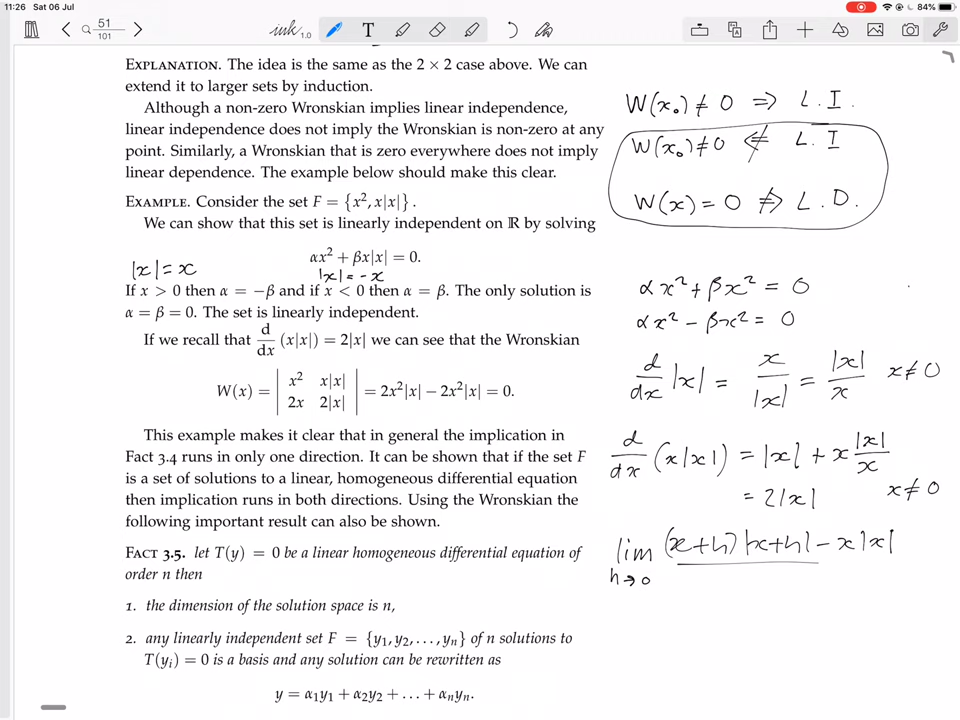 11:26 Sat 06 Jul
84%
51
101
ink 1.0
T
EXPLANATION. The idea is the same as the 2 × 2 case above. We can
extend it to larger sets by induction.
Although a non-zero Wronskian implies linear independence,
linear independence does not imply the Wronskian is non-zero at any
point. Similarly, a Wronskian that is zero everywhere does not imply
linear dependence. The example below should make this clear.
EXAMPLE. Consider the set F = {x², x|x|} .
We can show that this set is linearly independent on ℝ by solving
αx² + βx|x| = 0.
|x| = x
|x| = -x
If x > 0 then α = −β and if x < 0 then α = β. The only solution is
α = β = 0. The set is linearly independent.
If we recall that d/dx (x|x|) = 2|x| we can see that the Wronskian
W(x) = | x² x|x| |
| 2x 2|x| | = 2x²|x| − 2x²|x| = 0.
This example makes it clear that in general the implication in
Fact 3.4 runs in only one direction. It can be shown that if the set F
is a set of solutions to a linear, homogeneous differential equation
then implication runs in both directions. Using the Wronskian the
following important result can also be shown.
FACT 3.5. let T(y) = 0 be a linear homogeneous differential equation of
order n then
1. the dimension of the solution space is n,
2. any linearly independent set F = {y₁, y₂, . . . , yₙ} of n solutions to
T(yᵢ) = 0 is a basis and any solution can be rewritten as
y = α₁y₁ + α₂y₂ + . . . + αₙyₙ.
W(x₀) ≠ 0 ⇒ L.I.
W(x₀) ≠ 0 ⇍ L.I
W(x) = 0 ⇏ L.D.
αx² + βx² = 0
αx² − βx² = 0
d/dx |x| = x/|x| = |x|/x x ≠ 0
d/dx (x|x|) = |x| + x |x|/x
= 2|x| x ≠ 0
lim (x+h)|x+h| − x|x|
h→0